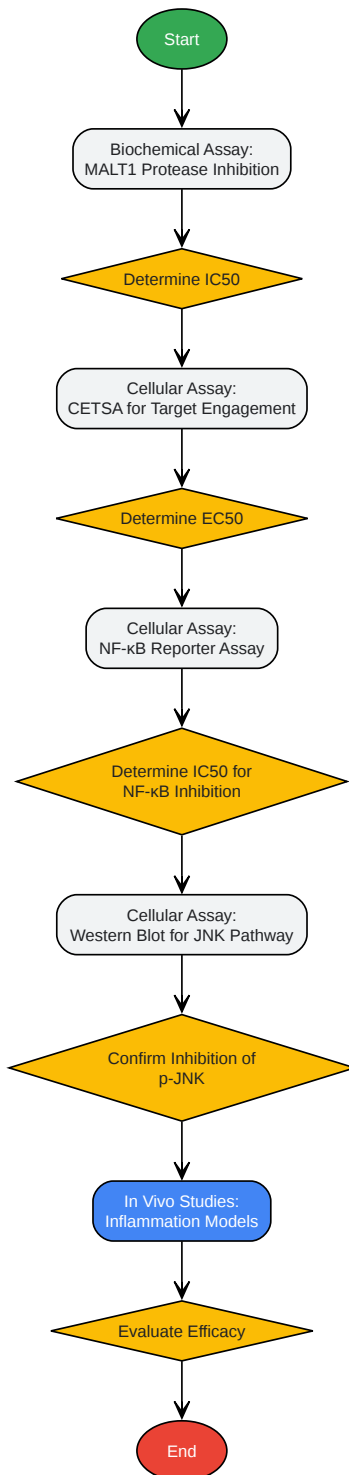 Start
Biochemical Assay:
MALT1 Protease Inhibition
Determine IC50
Cellular Assay:
CETSA for Target Engagement
Determine EC50
Cellular Assay:
NF-κB Reporter Assay
Determine IC50 for
NF-κB Inhibition
Cellular Assay:
Western Blot for JNK Pathway
Confirm Inhibition of
p-JNK
In Vivo Studies:
Inflammation Models
Evaluate Efficacy
End